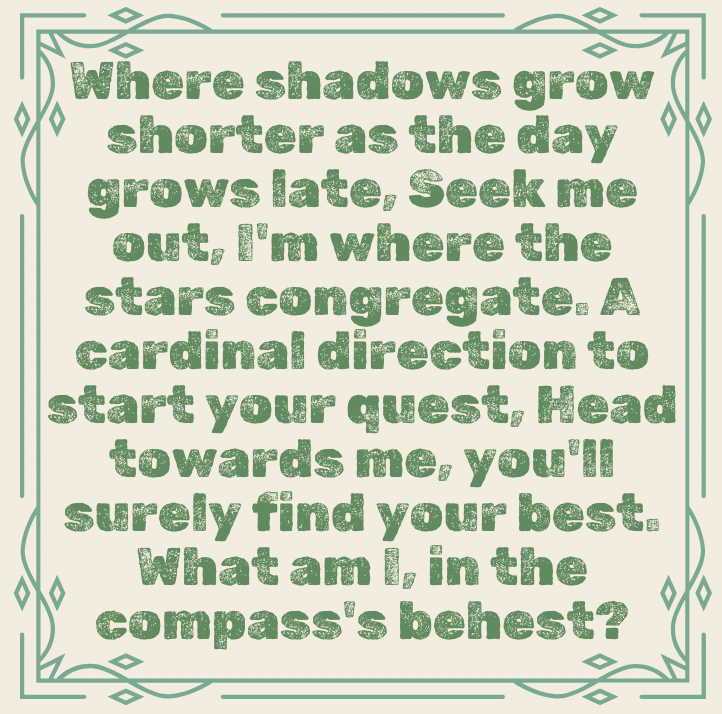 Where shadows grow
shorter as the day
grows late, Seek me
out, I'm where the
stars congregate. A
cardinal direction to
start your quest, Head
towards me, you'll
surely find your best.
What am I, in the
compass's behest?